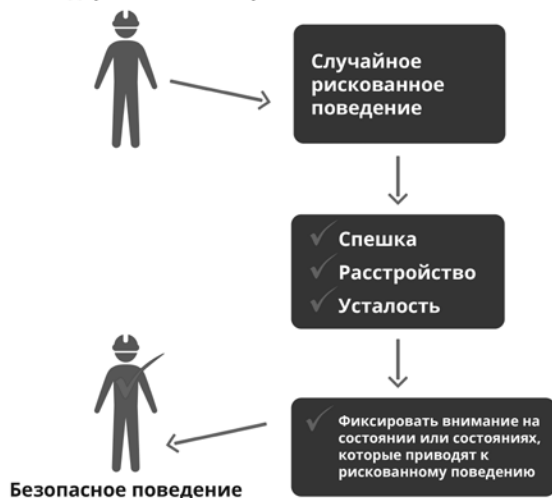 Случайное
рискованное
поведение
Спешка
Расстройство
Усталость
Фиксировать внимание на
состоянии или состояниях,
которые приводят к
рискованному поведению
Безопасное поведение